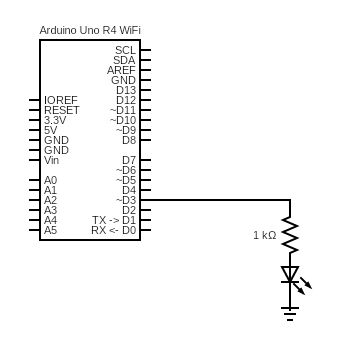 Arduino Uno R4 WiFi
SCL
SDA
AREF
GND
D13
IOREF D12
RESET ~D11
3.3V ~D10
5V ~D9
GND D8
GND
Vin D7
~D6
A0 ~D5
A1 D4
A2 ~D3
A3 D2
A4 TX -> D1
A5 RX <- D0
1 kΩ